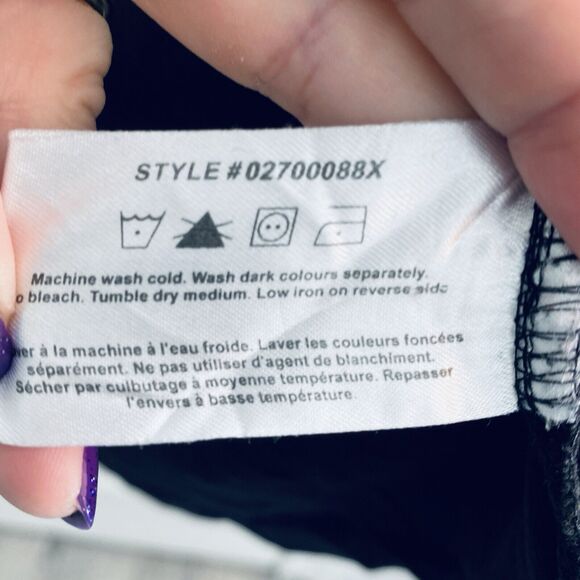 STYLE #02700088X
Machine wash cold. Wash dark colours separately.
bleach. Tumble dry medium. Low iron on reverse side
à la machine à l'eau froide. Laver les couleurs foncées
séparément. Ne pas utiliser d'agent de blanchiment.
Sécher par culbutage à moyenne température. Repasser
l'envers à basse température.